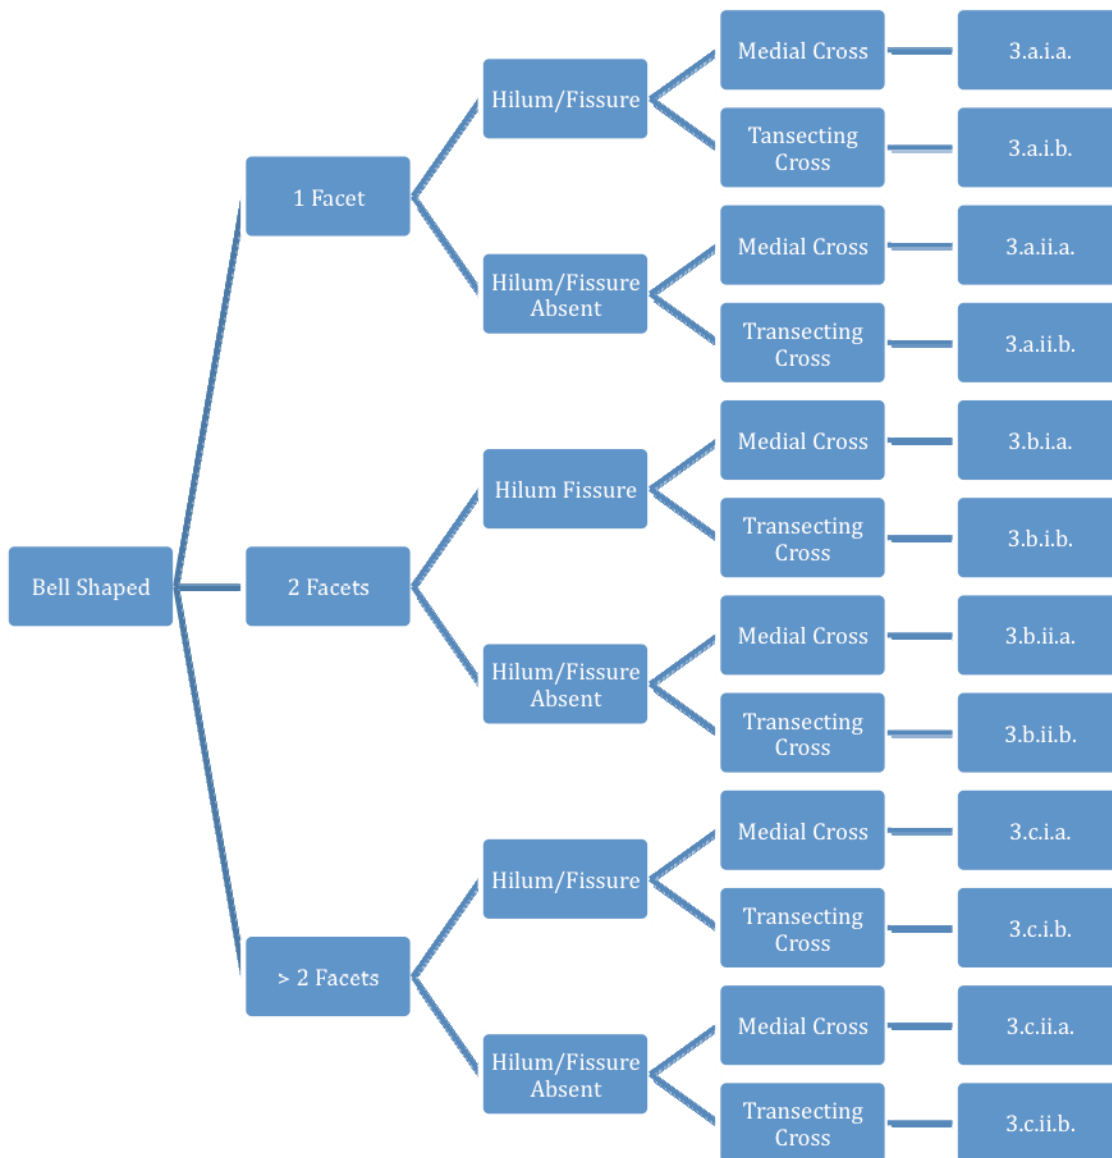 Bell Shaped
1 Facet
Hilum/Fissure
Medial Cross
3.a.i.a.
Tansecting
Cross
3.a.i.b.
Hilum/Fissure
Absent
Medial Cross
3.a.ii.a.
Transecting
Cross
3.a.ii.b.
2 Facets
Hilum Fissure
Medial Cross
3.b.i.a.
Transecting
Cross
3.b.i.b.
Hilum/Fissure
Absent
Medial Cross
3.b.ii.a.
Transecting
Cross
3.b.ii.b.
> 2 Facets
Hilum/Fissure
Medial Cross
3.c.i.a.
Transecting
Cross
3.c.i.b.
Hilum/Fissure
Absent
Medial Cross
3.c.ii.a.
Transecting
Cross
3.c.ii.b.